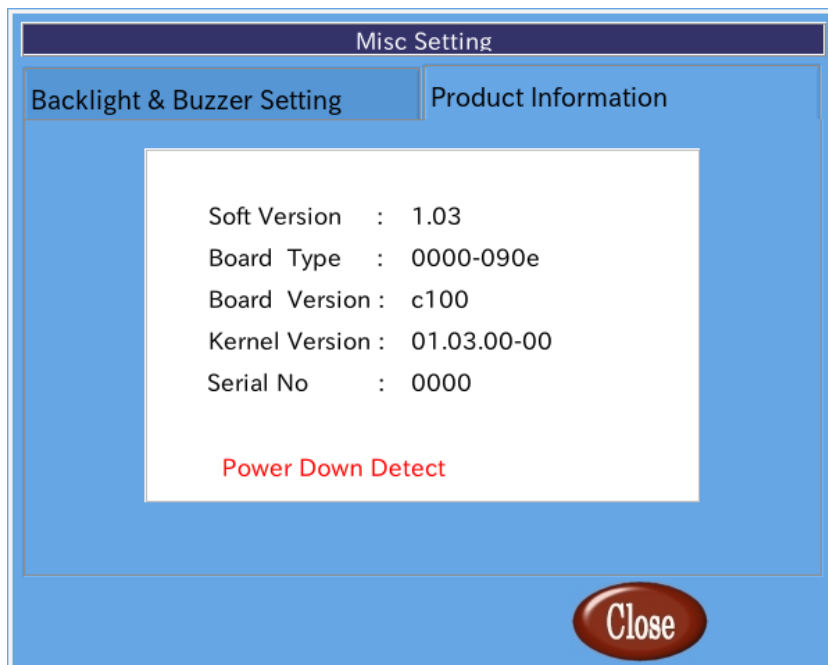 Misc Setting
Backlight & Buzzer Setting
Product Information
Soft Version : 1.03
Board Type : 0000-090e
Board Version : c100
Kernel Version : 01.03.00-00
Serial No : 0000
Power Down Detect
Close